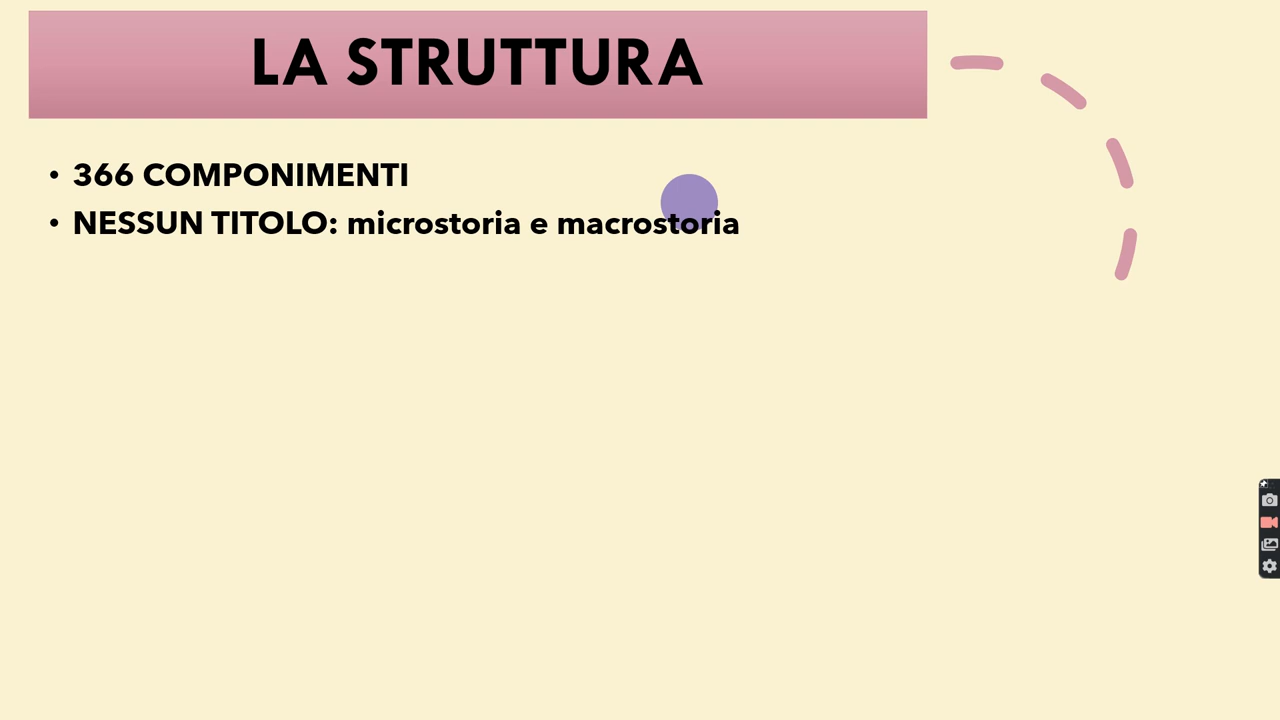 LA STRUTTURA
• 366 COMPONIMENTI
• NESSUN TITOLO: microstoria e macrostoria